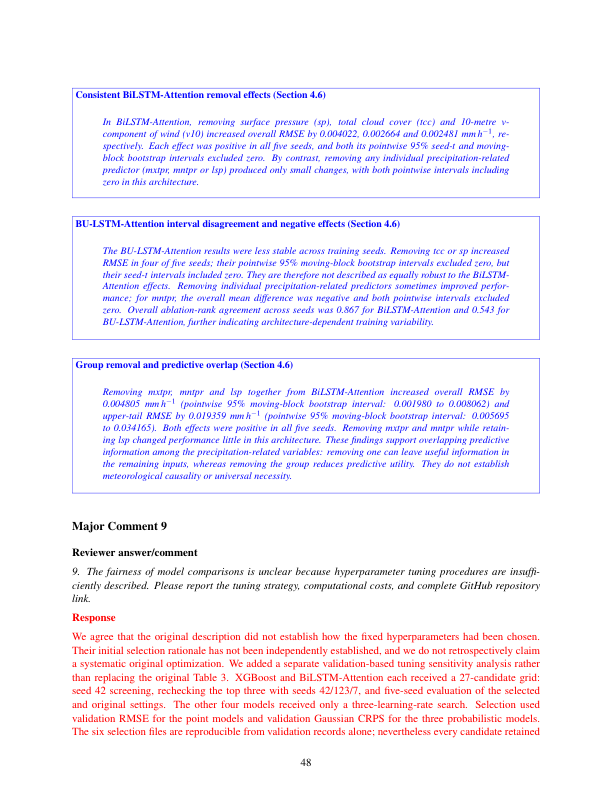 Consistent BiLSTM-Attention removal effects (Section 4.6)
In BiLSTM-Attention, removing surface pressure (sp), total cloud cover (tcc) and 10-metre v-
component of wind (v10) increased overall RMSE by 0.004022, 0.002664 and 0.002481 mm h−1, re-
spectively. Each effect was positive in all five seeds, and both its pointwise 95% seed-t and moving-
block bootstrap intervals excluded zero. By contrast, removing any individual precipitation-related
predictor (mxtpr, mntpr or lsp) produced only small changes, with both pointwise intervals including
zero in this architecture.
BU-LSTM-Attention interval disagreement and negative effects (Section 4.6)
The BU-LSTM-Attention results were less stable across training seeds. Removing tcc or sp increased
RMSE in four of five seeds; their pointwise 95% moving-block bootstrap intervals excluded zero, but
their seed-t intervals included zero. They are therefore not described as equally robust to the BiLSTM-
Attention effects. Removing individual precipitation-related predictors sometimes improved perfor-
mance; for mntpr, the overall mean difference was negative and both pointwise intervals excluded
zero. Overall ablation-rank agreement across seeds was 0.867 for BiLSTM-Attention and 0.543 for
BU-LSTM-Attention, further indicating architecture-dependent training variability.
Group removal and predictive overlap (Section 4.6)
Removing mxtpr, mntpr and lsp together from BiLSTM-Attention increased overall RMSE by
0.004805 mm h−1 (pointwise 95% moving-block bootstrap interval: 0.001980 to 0.008062) and
upper-tail RMSE by 0.019359 mm h−1 (pointwise 95% moving-block bootstrap interval: 0.005695
to 0.034165). Both effects were positive in all five seeds. Removing mxtpr and mntpr while retain-
ing lsp changed performance little in this architecture. These findings support overlapping predictive
information among the precipitation-related variables: removing one can leave useful information in
the remaining inputs, whereas removing the group reduces predictive utility. They do not establish
meteorological causality or universal necessity.
Major Comment 9
Reviewer answer/comment
9. The fairness of model comparisons is unclear because hyperparameter tuning procedures are insuffi-
ciently described. Please report the tuning strategy, computational costs, and complete GitHub repository
link.
Response
We agree that the original description did not establish how the fixed hyperparameters had been chosen.
Their initial selection rationale has not been independently established, and we do not retrospectively claim
a systematic original optimization. We added a separate validation-based tuning sensitivity analysis rather
than replacing the original Table 3. XGBoost and BiLSTM-Attention each received a 27-candidate grid;
seed 42 screening, rechecking the top three with seeds 42/123/7, and five-seed evaluation of the selected
and original settings. The other four models received only a three-learning-rate search. Selection used
validation RMSE for the point models and validation Gaussian CRPS for the three probabilistic models.
The six selection files are reproducible from validation records alone; nevertheless every candidate retained
48